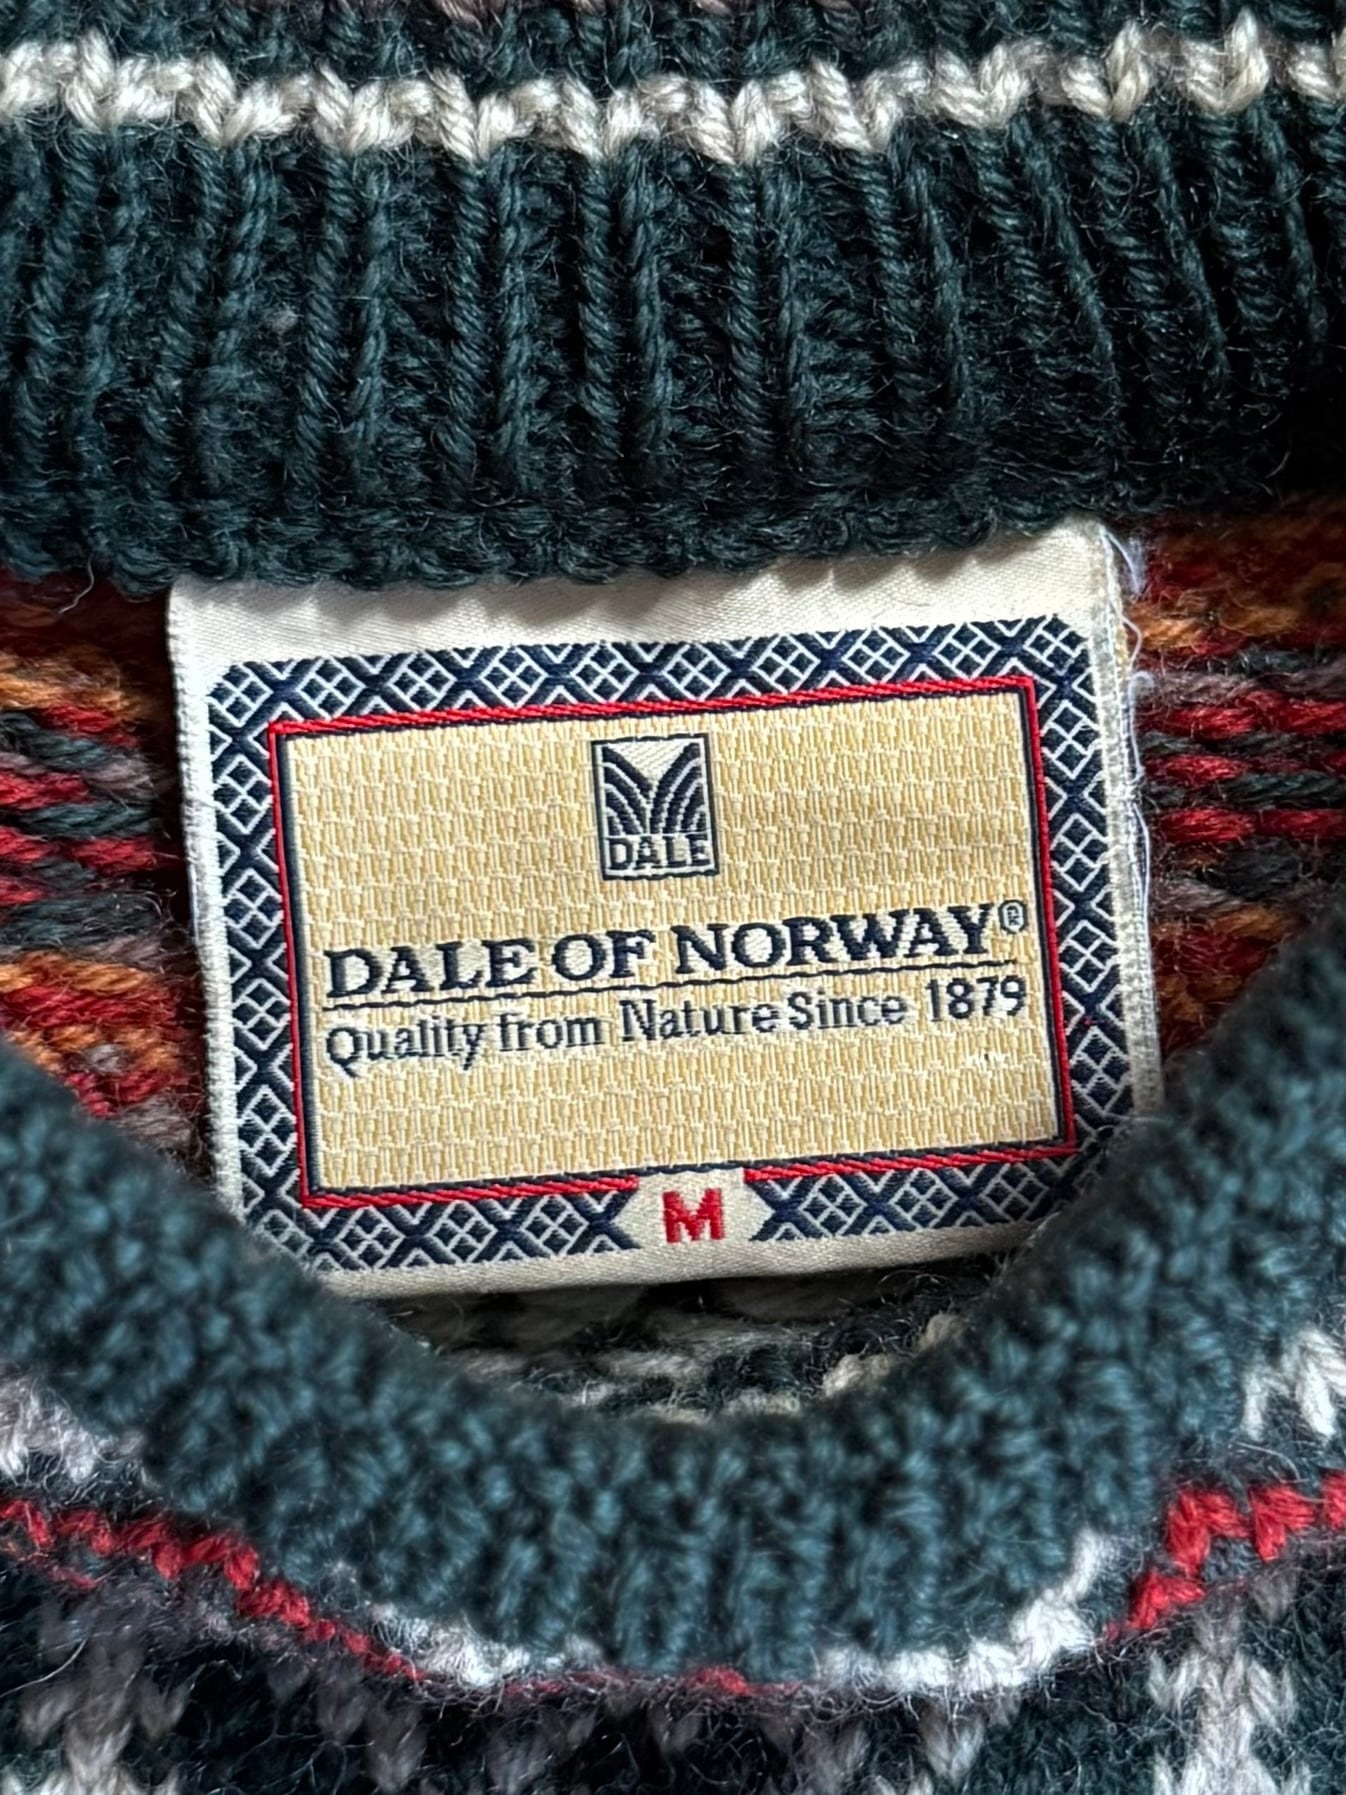 DALE
DALE OF NORWAY®
Quality from Nature Since 1879
M